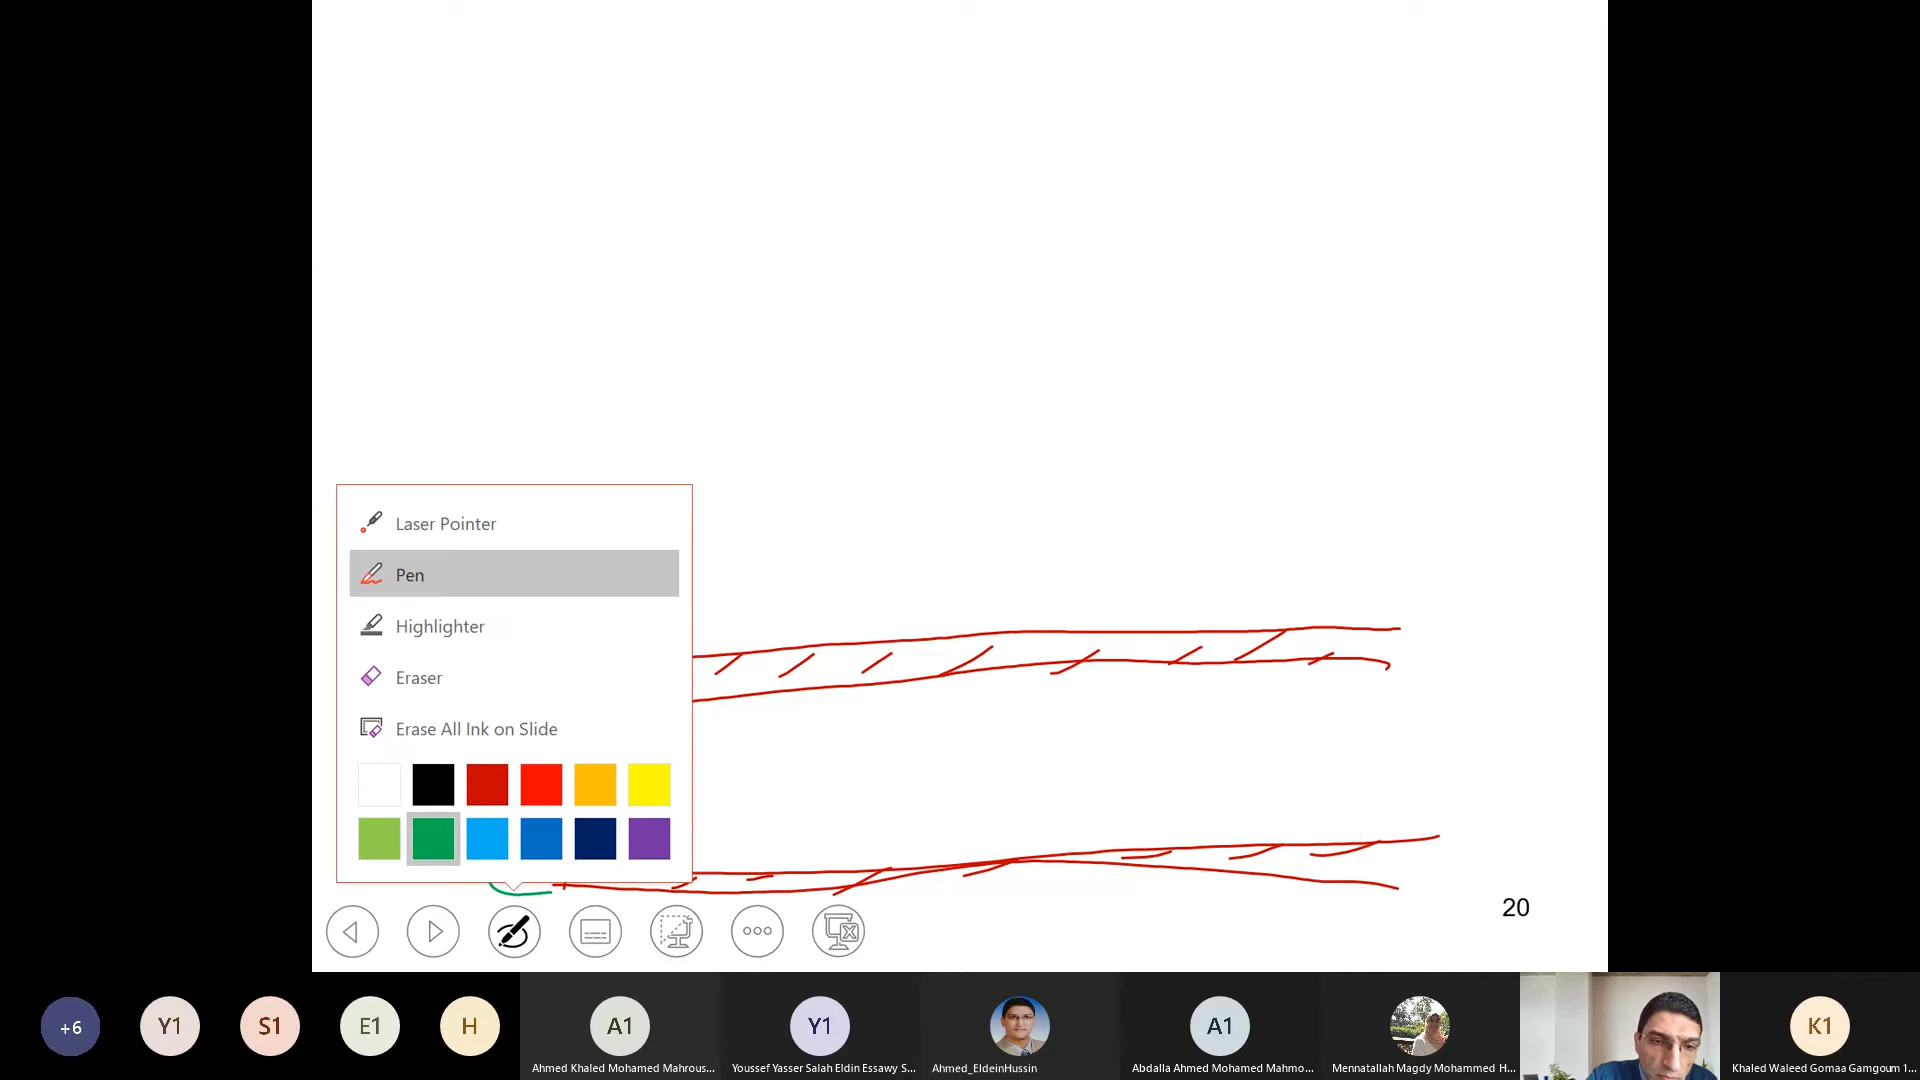 Laser Pointer
Pen
Highlighter
Eraser
Erase All Ink on Slide
20
+6
Y1
S1
E1
H
A1
Y1
A1
K1
Ahmed Khaled Mohamed Mahrous...
Youssef Yasser Salah Eldin Essawy S...
Ahmed_EldeinHussin
Abdalla Ahmed Mohamed Mahmo...
Mennatallah Magdy Mohammed H...
Khaled Waleed Gomaa Gamgoum 1...